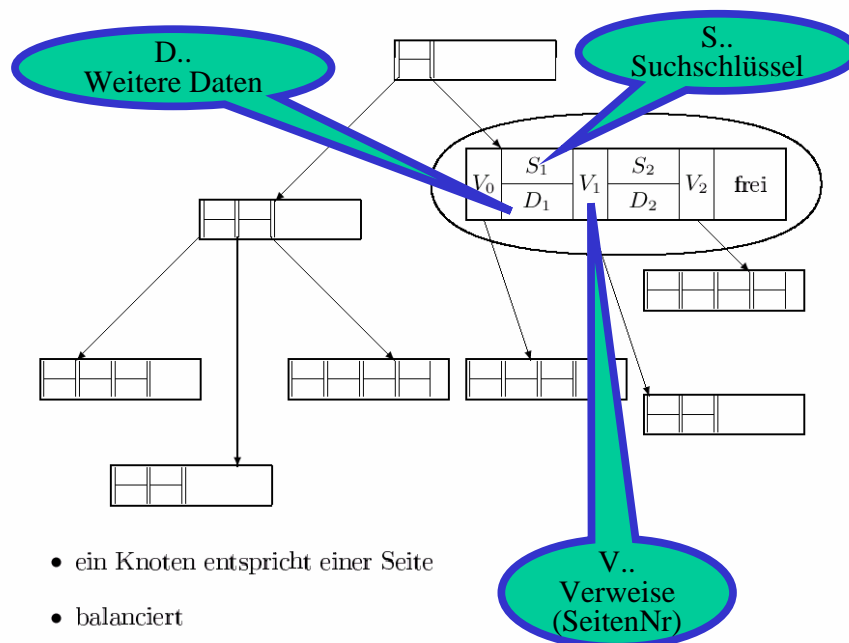 D..
Weitere Daten
S..
Suchschlüssel
V₀ S₁ V₁ S₂ V₂ frei
D₁ D₂
• ein Knoten entspricht einer Seite
• balanciert
V..
Verweise
(SeitenNr)